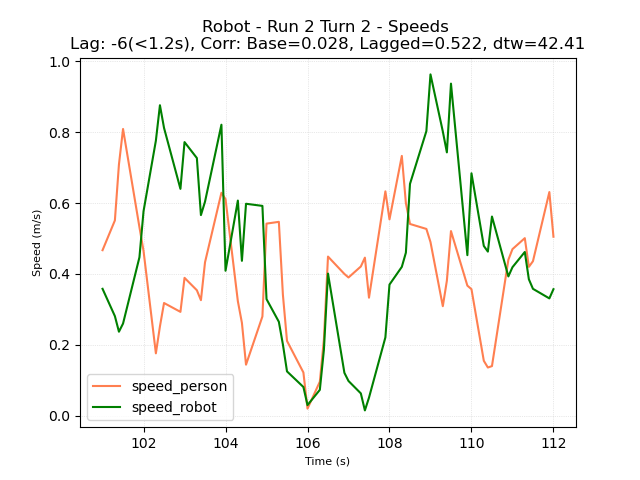 Robot - Run 2 Turn 2 - Speeds
Lag: -6(<1.2s), Corr: Base=0.028, Lagged=0.522, dtw=42.41
1.0
0.8
0.6
0.4
0.2
0.0
Speed (m/s)
speed_person
speed_robot
102 104 106 108 110 112
Time (s)